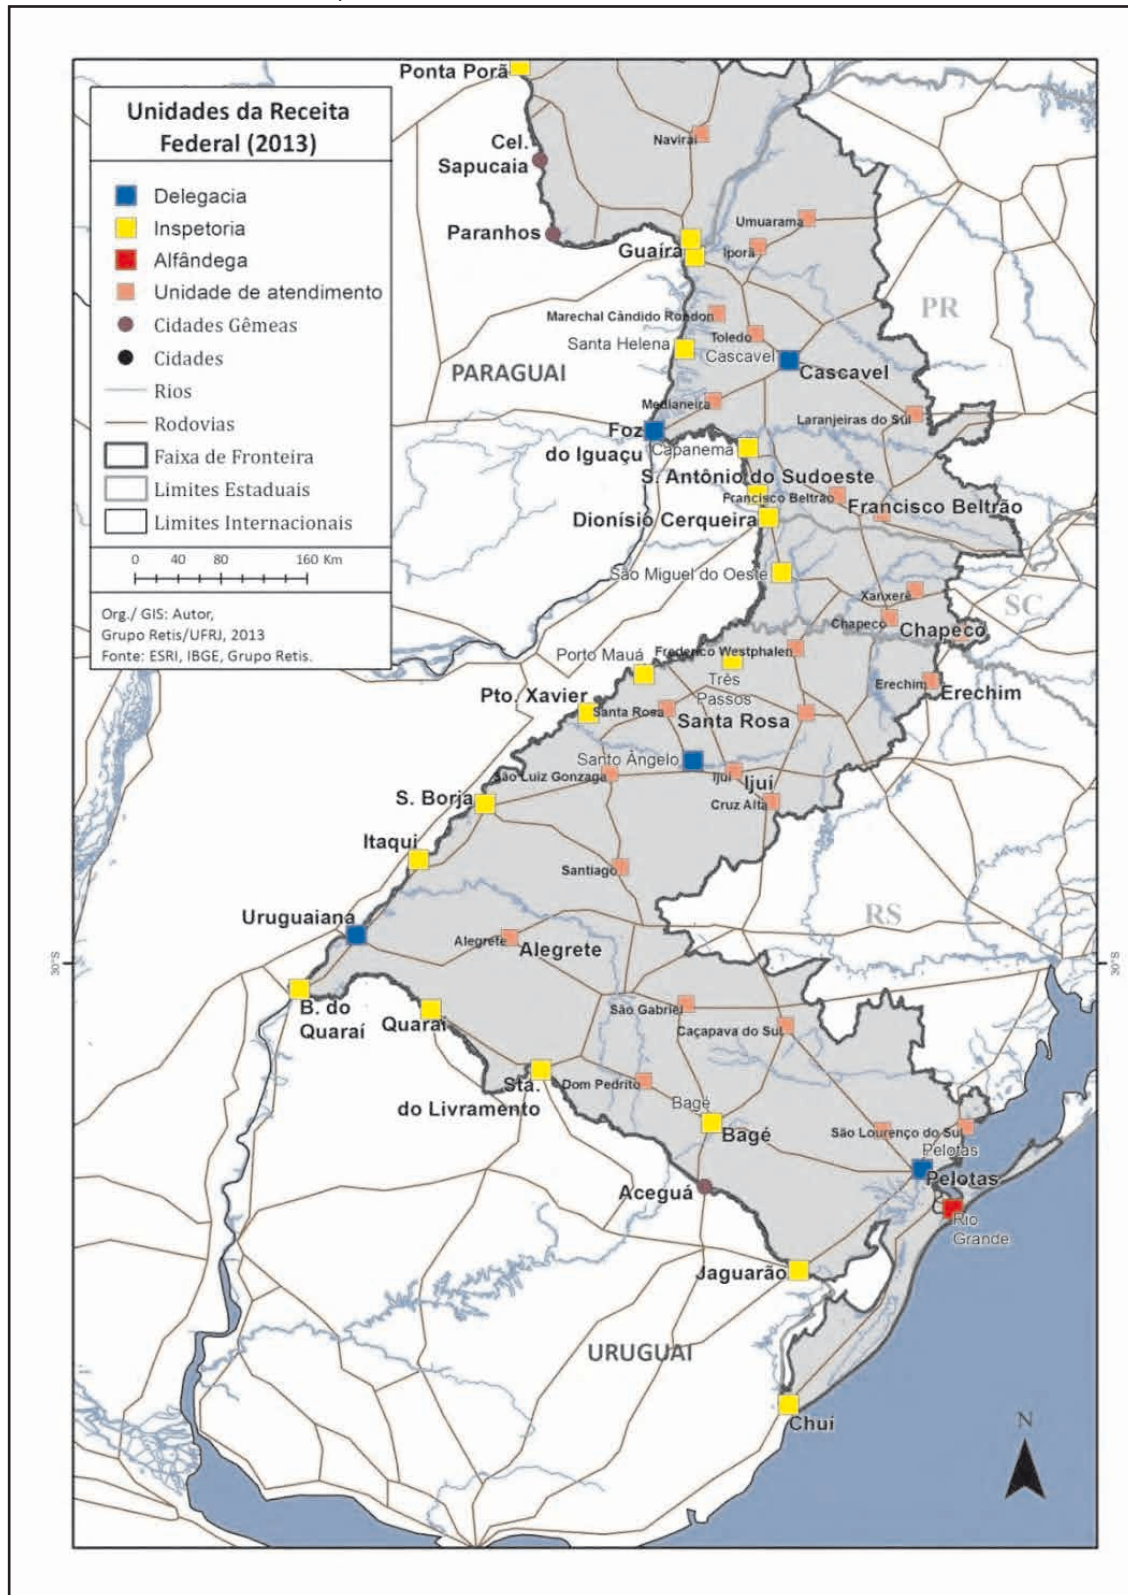 Unidades da Receita
Federal (2013)
Delegacia
Inspetoria
Alfândega
Unidade de atendimento
Cidades Gêmeas
Cidades
Rios
Rodovias
Faixa de Fronteira
Limites Estaduais
Limites Internacionais
0 40 80 160 Km
Org./ GIS: Autor,
Grupo Retis/UFRJ, 2013
Fonte: ESRI, IBGE, Grupo Retis.
Ponta Porã
Naviraí
Cel.
Sapucaia
Paranhos
Umuarama
Guaíra
Iporã
PR
Marechal Cândido Rondon
Toledo
Santa Helena
Cascavel
Cascavel
PARAGUAI
Medianeira
Laranjeiras do Sul
Foz
do Iguaçu
Capanema
S. Antônio do Sudoeste
Francisco Beltrão
Francisco Beltrão
Dionísio Cerqueira
São Miguel do Oeste
Xanxerê
SC
Chapecó
Chapecó
Porto Mauá
Frederico Westphalen
Três
Passos
Erechim
Erechim
Pto. Xavier
Santa Rosa
Santa Rosa
Santo Ângelo
São Luiz Gonzaga
Ijuí
Ijuí
Cruz Alta
S. Borja
Itaqui
Santiago
RS
Uruguaiana
Alegrete
Alegrete
30°S
30°S
B. do
Quaraí
Quaraí
São Gabriel
Caçapava do Sul
Sta.
do Livramento
Dom Pedrito
Bagé
Bagé
São Lourenço do Sul
Pelotas
Pelotas
Aceguá
Rio
Grande
Jaguarão
URUGUAI
Chuí
N